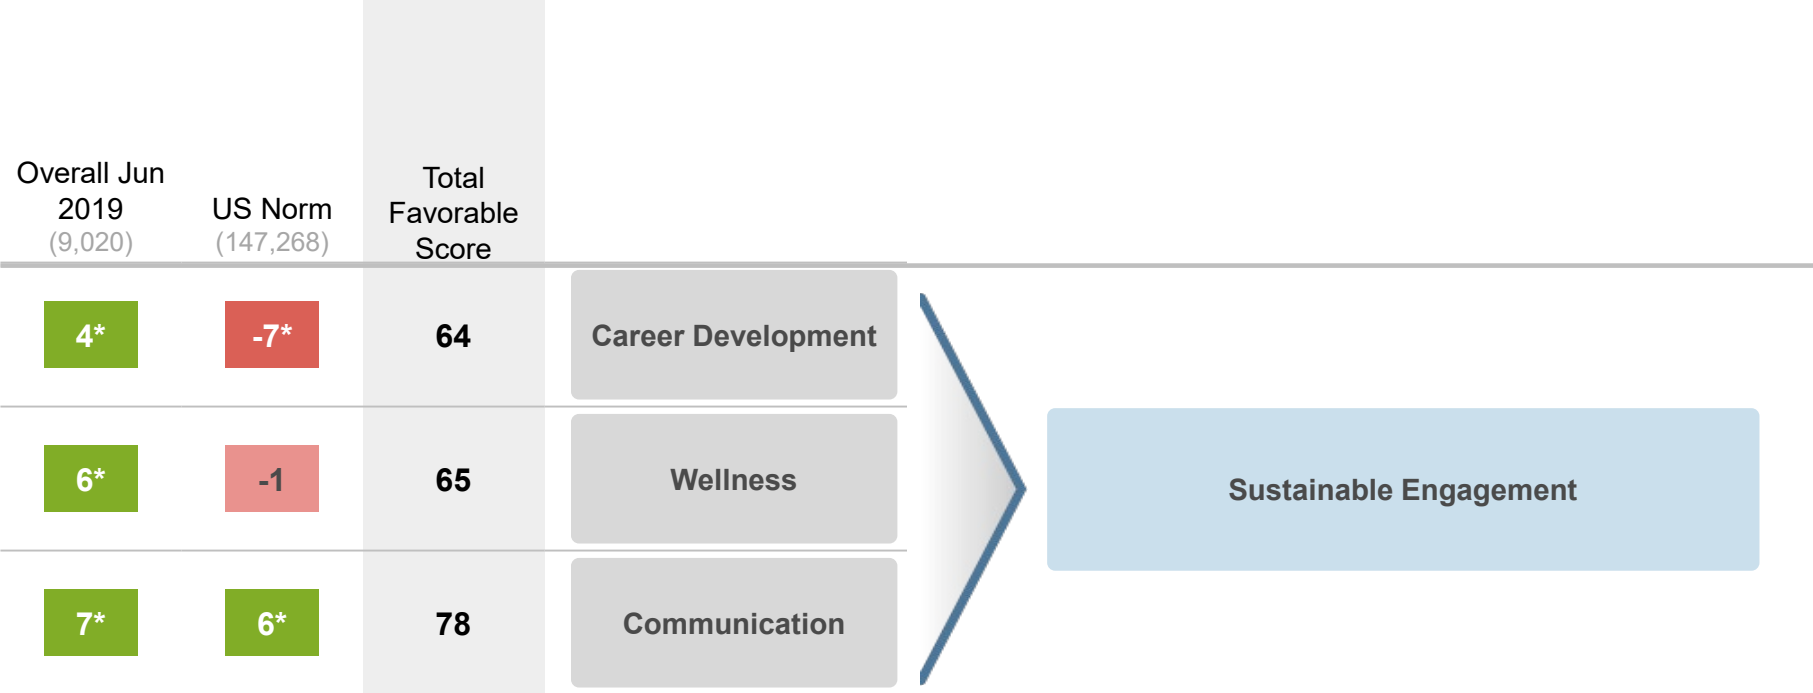 Overall Jun
2019
(9,020)
US Norm
(147,268)
Total
Favorable
Score
4* -7* 64 Career Development
6* -1 65 Wellness
7* 6* 78 Communication
Sustainable Engagement